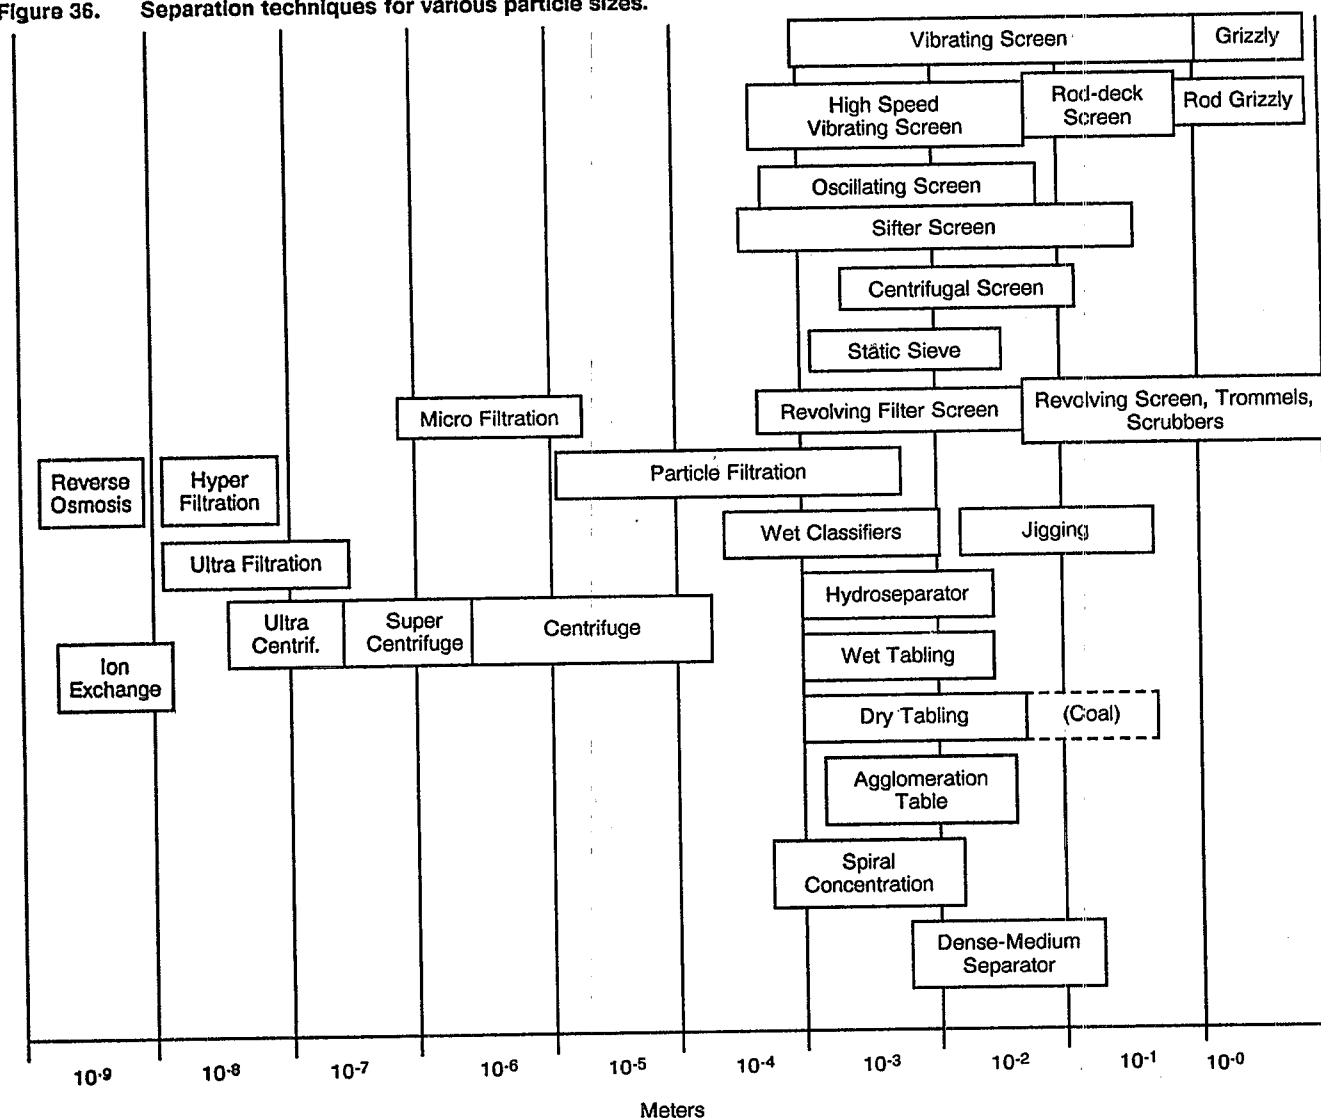 Figure 36. Separation techniques for various particle sizes.
Vibrating Screen
Grizzly
High Speed
Vibrating Screen
Rod-deck
Screen
Rod Grizzly
Oscillating Screen
Sifter Screen
Centrifugal Screen
Static Sieve
Micro Filtration
Revolving Filter Screen
Revolving Screen, Trommels,
Scrubbers
Particle Filtration
Reverse
Osmosis
Hyper
Filtration
Wet Classifiers
Jigging
Ultra Filtration
Hydroseparator
Ultra
Centrif.
Super
Centrifuge
Centrifuge
Wet Tabling
Ion
Exchange
Dry Tabling
(Coal)
Agglomeration
Table
Spiral
Concentration
Dense-Medium
Separator
10-9 10-8 10-7 10-6 10-5 10-4 10-3 10-2 10-1 10-0
Meters